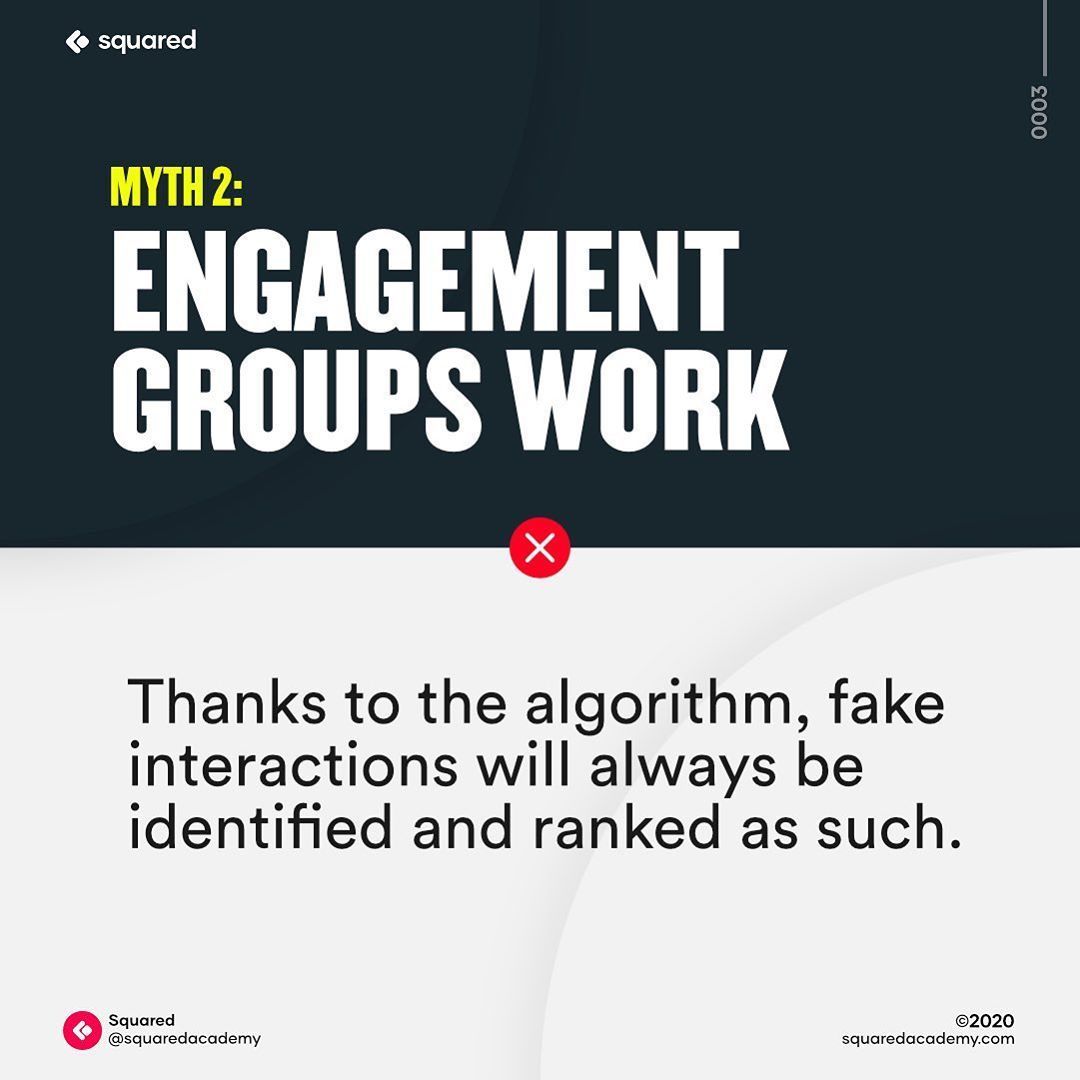 squared
0003
MYTH 2:
ENGAGEMENT
GROUPS WORK
Thanks to the algorithm, fake
interactions will always be
identified and ranked as such.
Squared
@squaredacademy
©2020
squaredacademy.com